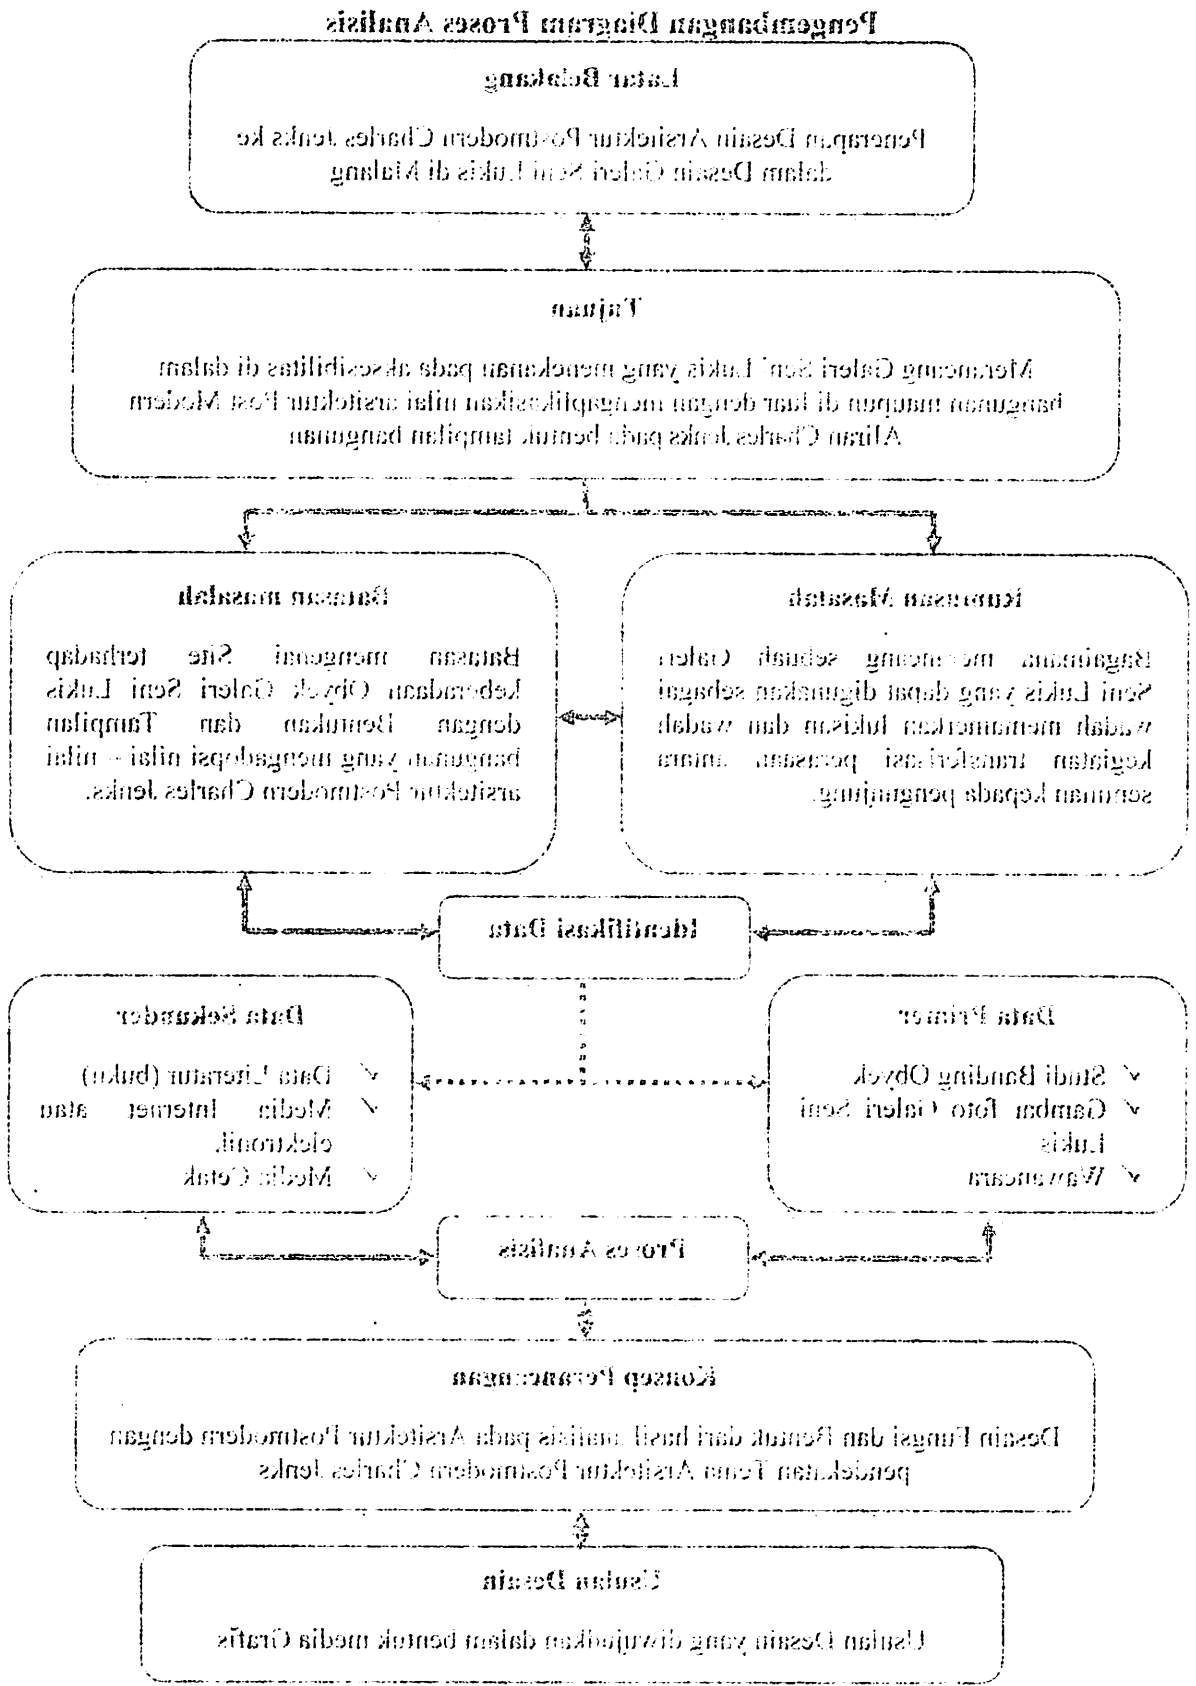 Pengembangan Diagram Proses Analisis
Latar Belakang
Penerapan Desain Arsitektur Postmodern Charles Jenks ke
dalam Desain Galeri Seni Lukis di Malang
Tujuan
Merancang Galeri Seni Lukis yang menekanan pada aksesibilitas di dalam
bangunan maupun di luar dengan mengaplikasikan nilai arsitektur Post Modern
Aliran Charles Jenks pada bentuk tampilan bangunan
Batasan masalah
Batasan mengenai Site terhadap
keberadaan Obyek Galeri Seni Lukis
dengan Bentukan dan Tampilan
bangunan yang mengadopsi nilai – nilai
arsitektur Postmodern Charles Jenks.
Rumusan Masalah
Bagaimana merancang sebuah Galeri
Seni Lukis yang dapat digunakan sebagai
wadah memamerkan lukisan dan wadah
kegiatan transferisasi perasaan antara
seniman kepada pengunjung.
Identifikasi Data
Data Sekunder
✓ Data Literatur (buku)
✓ Media Internet atau
elektronik.
✓ Media Cetak
Data Primer
✓ Studi Banding Obyek
✓ Gambar foto Galeri Seni
Lukis
✓ Wawancara
Proses Analisis
Konsep Perancangan
Desain Fungsi dan Bentuk dari hasil analisis pada Arsitektur Postmodern dengan
pendekatan Tema Arsitektur Postmodern Charles Jenks
Usulan Desain
Usulan Desain yang diwujudkan dalam bentuk media Grafis